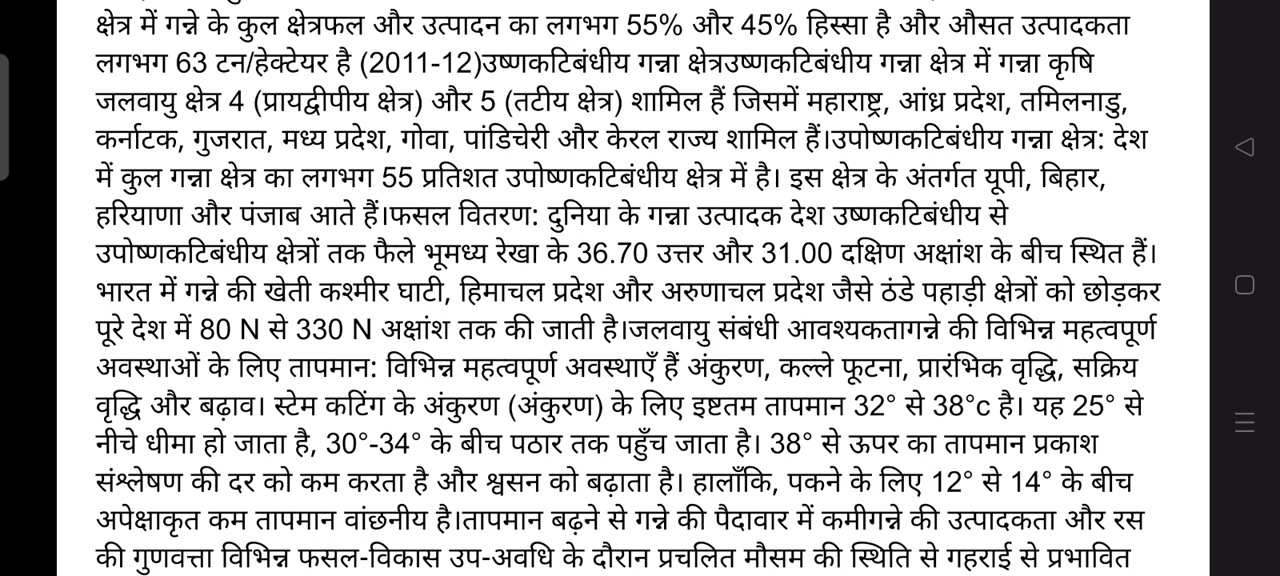 क्षेत्र में गन्ने के कुल क्षेत्रफल और उत्पादन का लगभग 55% और 45% हिस्सा है और औसत उत्पादकता
लगभग 63 टन/हेक्टेयर है (2011-12)उष्णकटिबंधीय गन्ना क्षेत्रउष्णकटिबंधीय गन्ना क्षेत्र में गन्ना कृषि
जलवायु क्षेत्र 4 (प्रायद्वीपीय क्षेत्र) और 5 (तटीय क्षेत्र) शामिल हैं जिसमें महाराष्ट्र, आंध्र प्रदेश, तमिलनाडु,
कर्नाटक, गुजरात, मध्य प्रदेश, गोवा, पांडिचेरी और केरल राज्य शामिल हैं।उपोष्णकटिबंधीय गन्ना क्षेत्र: देश
में कुल गन्ना क्षेत्र का लगभग 55 प्रतिशत उपोष्णकटिबंधीय क्षेत्र में है। इस क्षेत्र के अंतर्गत यूपी, बिहार,
हरियाणा और पंजाब आते हैं।फसल वितरण: दुनिया के गन्ना उत्पादक देश उष्णकटिबंधीय से
उपोष्णकटिबंधीय क्षेत्रों तक फैले भूमध्य रेखा के 36.70 उत्तर और 31.00 दक्षिण अक्षांश के बीच स्थित हैं।
भारत में गन्ने की खेती कश्मीर घाटी, हिमाचल प्रदेश और अरुणाचल प्रदेश जैसे ठंडे पहाड़ी क्षेत्रों को छोड़कर
पूरे देश में 80 N से 330 N अक्षांश तक की जाती है।जलवायु संबंधी आवश्यकतागन्ने की विभिन्न महत्वपूर्ण
अवस्थाओं के लिए तापमान: विभिन्न महत्वपूर्ण अवस्थाएँ हैं अंकुरण, कल्ले फूटना, प्रारंभिक वृद्धि, सक्रिय
वृद्धि और बढ़ाव। स्टेम कटिंग के अंकुरण (अंकुरण) के लिए इष्टतम तापमान 32° से 38°c है। यह 25° से
नीचे धीमा हो जाता है, 30°-34° के बीच पठार तक पहुँच जाता है। 38° से ऊपर का तापमान प्रकाश
संश्लेषण की दर को कम करता है और श्वसन को बढ़ाता है। हालाँकि, पकने के लिए 12° से 14° के बीच
अपेक्षाकृत कम तापमान वांछनीय है।तापमान बढ़ने से गन्ने की पैदावार में कमीगन्ने की उत्पादकता और रस
की गुणवत्ता विभिन्न फसल-विकास उप-अवधि के दौरान प्रचलित मौसम की स्थिति से गहराई से प्रभावित